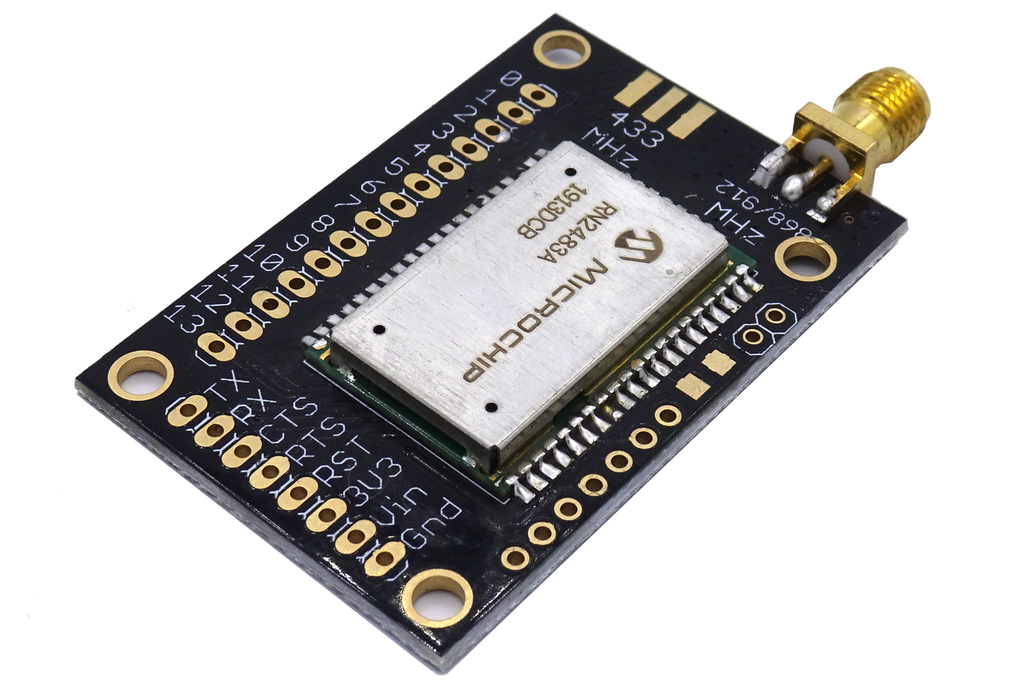 0
1
2
3
4
5
6
7
8
9
10
11
12
13
433
MHz
868/912
MHz
MICROCHIP
RN2483A
1913DCB
TX
RX
CTS
RTS
RST
3V3
Vin
Gnd